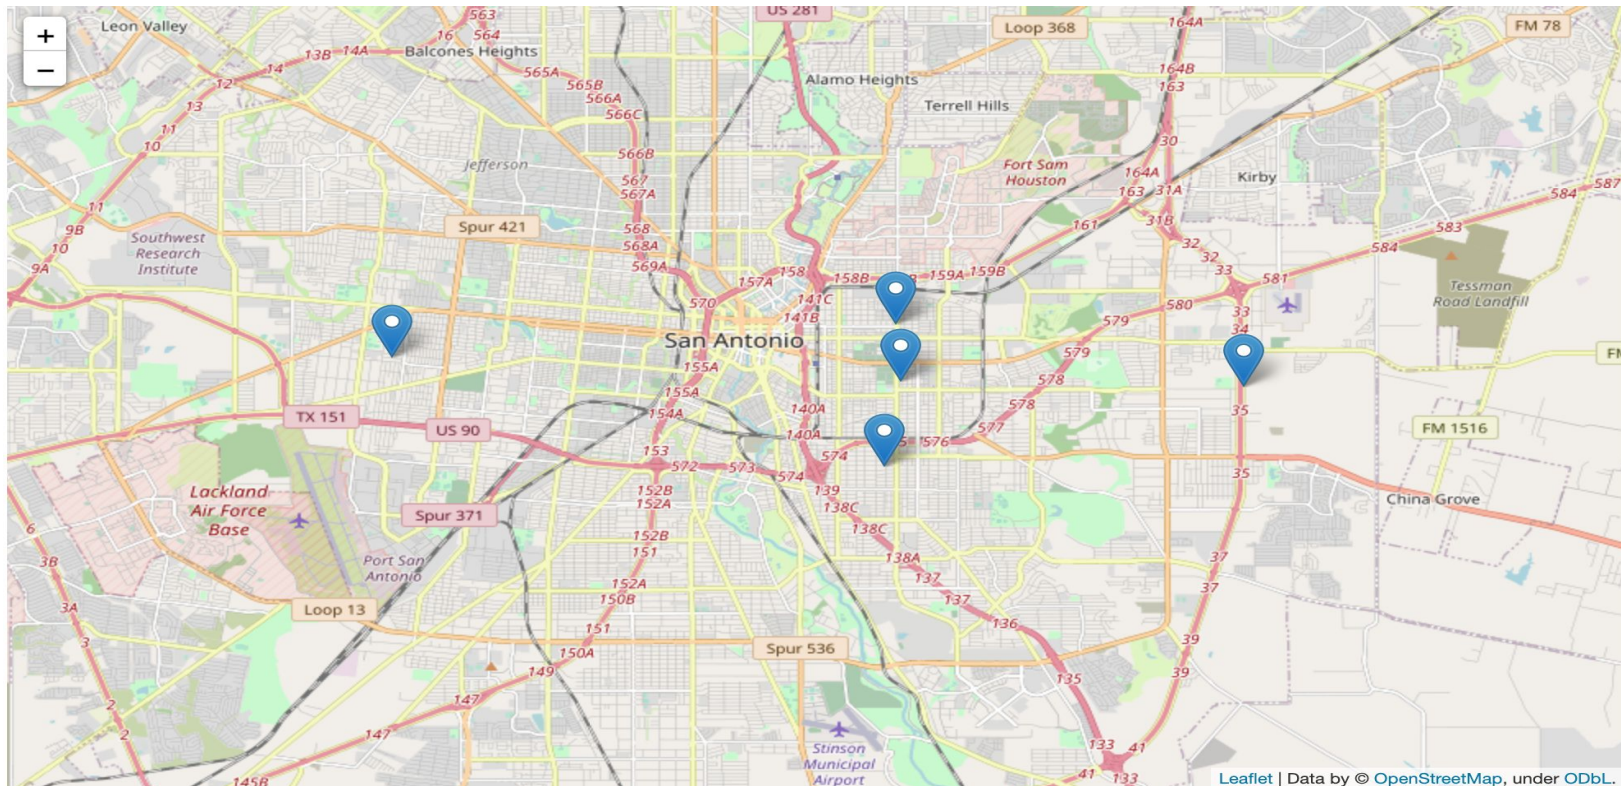 US 281
563
164A
Leon Valley
Loop 368
FM 78
+
16
564
13B
14A
Balcones Heights
−
14
565A
164B
12
565B
Alamo Heights
163
566A
13
Terrell Hills
566C
11
30
10
566B
Jefferson
Fort Sam
Houston
164A
Kirby
567
567A
163
31A
584
587
11
31B
9B
Spur 421
568
161
583
Southwest
Research
Institute
10
568A
32
584
9A
569A
158
158B
159A
159B
32
33
581
157A
570
141C
580
Tessman
Road Landfill
141B
579
33
34
San Antonio
579
155A
578
155A
578
35
154A
140A
TX 151
US 90
140A
576
577
FM 1516
153
574
572
573
574
35
152B
139
Lackland
Air Force
Base
152A
138C
China Grove
Spur 371
138C
6
152B
151
138A
37
3B
Port San
Antonio
152A
137
37
150B
137
3A
Loop 13
136
151
39
3
150A
Spur 536
149
135
39
2
147
2
147
Stinson
Municipal
Airport
133
41
145B
41
133
Leaflet | Data by © OpenStreetMap, under ODbL.